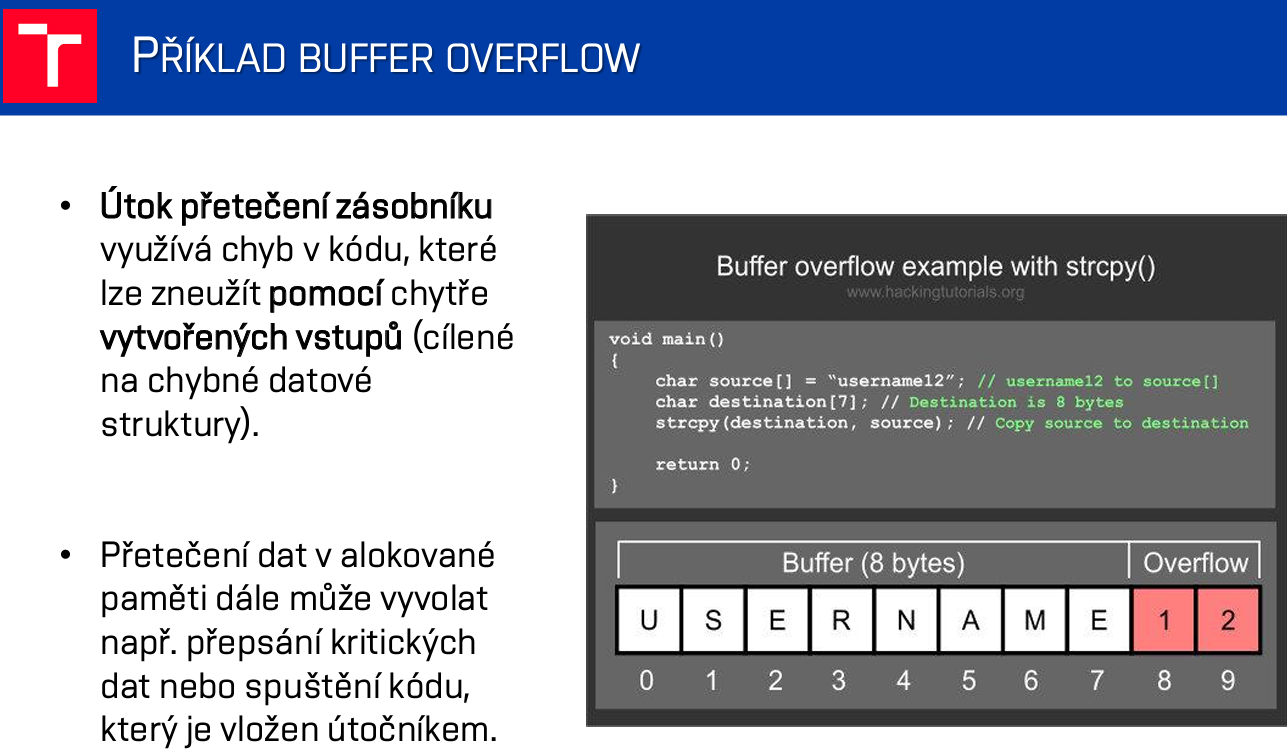 PŘÍKLAD BUFFER OVERFLOW
• Útok přetečení zásobníku
využívá chyb v kódu, které
lze zneužít pomocí chytře
vytvořených vstupů (cílené
na chybné datové
struktury).
• Přetečení dat v alokované
paměti dále může vyvolat
např. přepsání kritických
dat nebo spuštění kódu,
který je vložen útočníkem.
Buffer overflow example with strcpy()
www.hackingtutorials.org
void main()
{
char source[] = “username12”; // username12 to source[]
char destination[7]; // Destination is 8 bytes
strcpy(destination, source); // Copy source to destination
return 0;
}
Buffer (8 bytes) Overflow
U S E R N A M E 1 2
0 1 2 3 4 5 6 7 8 9